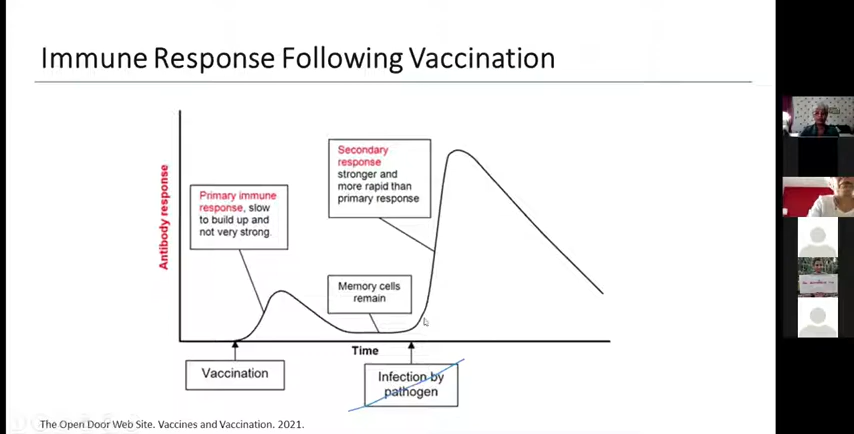 Immune Response Following Vaccination
Antibody response
Primary immune
response, slow
to build up and
not very strong.
Secondary
response
stronger and
more rapid than
primary response
Memory cells
remain
Time
Vaccination
Infection by
pathogen
The Open Door Web Site. Vaccines and Vaccination. 2021.